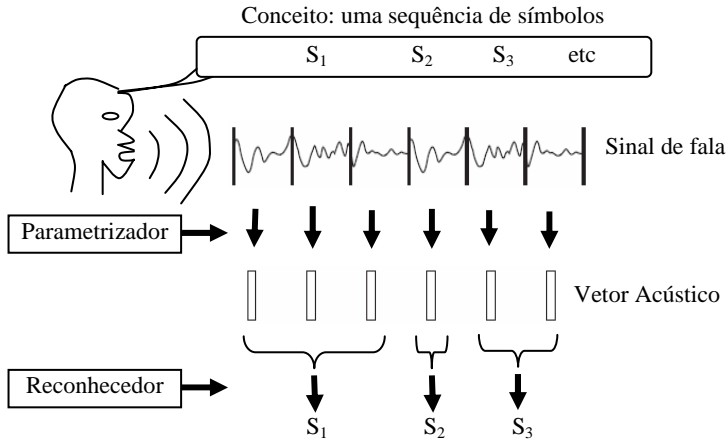 Conceito: uma sequência de símbolos
S₁ S₂ S₃ etc
Sinal de fala
Parametrizador
Vetor Acústico
Reconhecedor
S₁ S₂ S₃